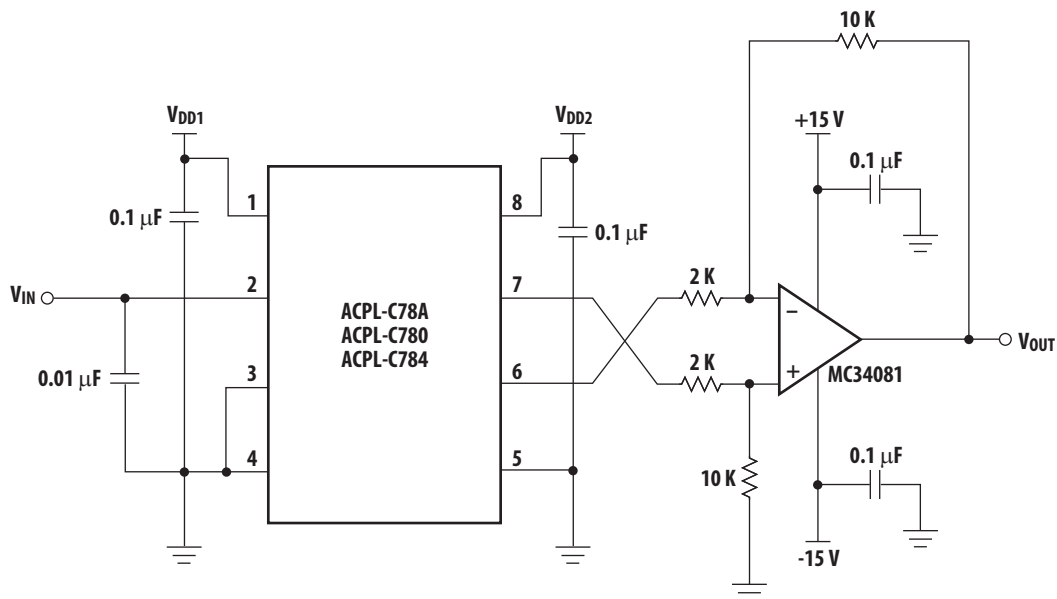 10 K
VDD1
VDD2
+15 V
0.1 µF
1
8
0.1 µF
0.1 µF
2 K
VIN
2
7
ACPL-C78A
ACPL-C780
ACPL-C784
−
VOUT
0.01 µF
3
6
2 K
+
MC34081
4
5
10 K
0.1 µF
-15 V